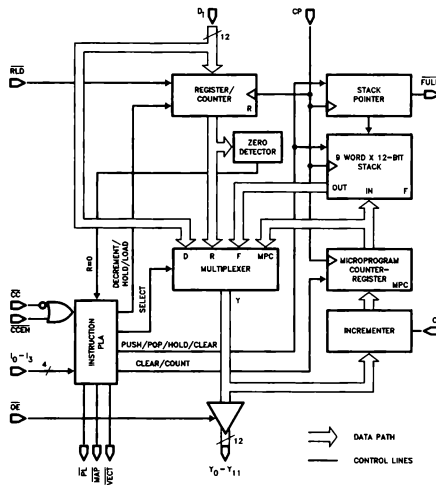 D1
CP
12
RLD
REGISTER/
COUNTER
R
STACK
POINTER
FULL
ZERO
DETECTOR
9 WORD X 12-BIT
STACK
OUT
IN
F
R=0
DECREMENT/
HOLD/LOAD
SELECT
D
R
F
MPC
MULTIPLEXER
Y
MICROPROGRAM
COUNTER-
REGISTER
MPC
CC
CCEN
INSTRUCTION
PLA
PUSH/POP/HOLD/CLEAR
INCREMENTER
C
I0-I3
4
CLEAR/COUNT
OE
12
PL
MAP
VECT
Y0-Y11
DATA PATH
CONTROL LINES